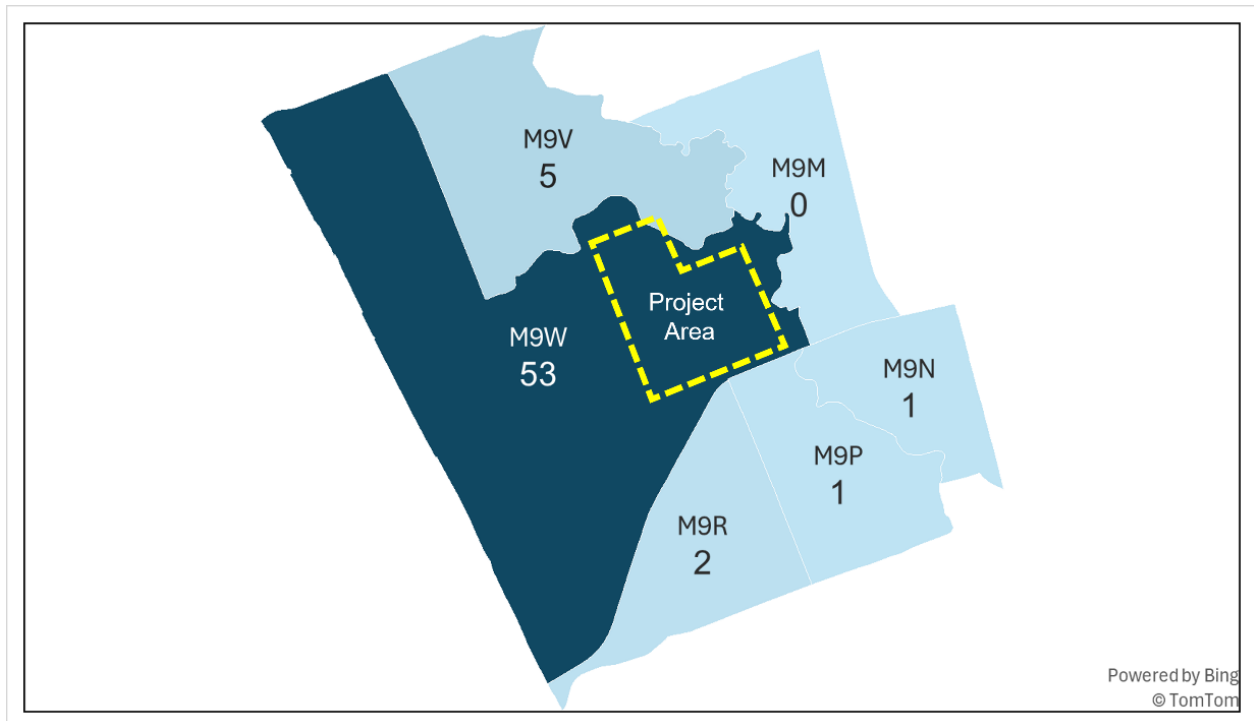 M9V
5
M9M
0
Project
Area
M9W
53
M9N
1
M9P
1
M9R
2
Powered by Bing
© TomTom